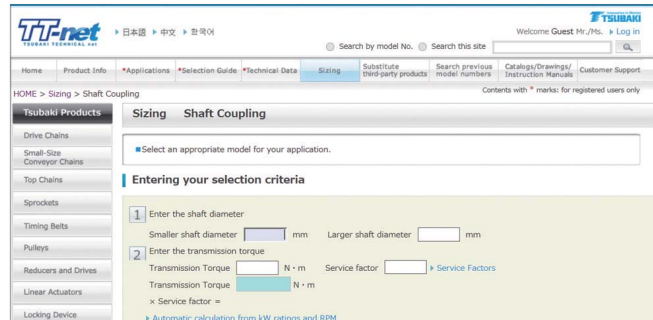 Innovation in Motion
TSUBAKI
TT-net
TSUBAKI TECHNICAL net
日本語 中文 한국어
Welcome Guest Mr./Ms. Log in
Search by model No. Search this site
Home Product Info *Applications *Selection Guide *Technical Data Sizing Substitute third-party products Search previous model numbers Catalogs/Drawings/ Instruction Manuals Customer Support
HOME > Sizing > Shaft Coupling
Contents with * marks: for registered users only
Tsubaki Products
Sizing Shaft Coupling
Drive Chains
Small-Size
Conveyor Chains
Top Chains
Sprockets
Timing Belts
Pulleys
Reducers and Drives
Linear Actuators
Locking Device
■Select an appropriate model for your application.
Entering your selection criteria
1 Enter the shaft diameter
Smaller shaft diameter mm Larger shaft diameter mm
2 Enter the transmission torque
Transmission Torque N・m Service factor Service Factors
Transmission Torque N・m
× Service factor =
Automatic calculation from kW ratings and RPM